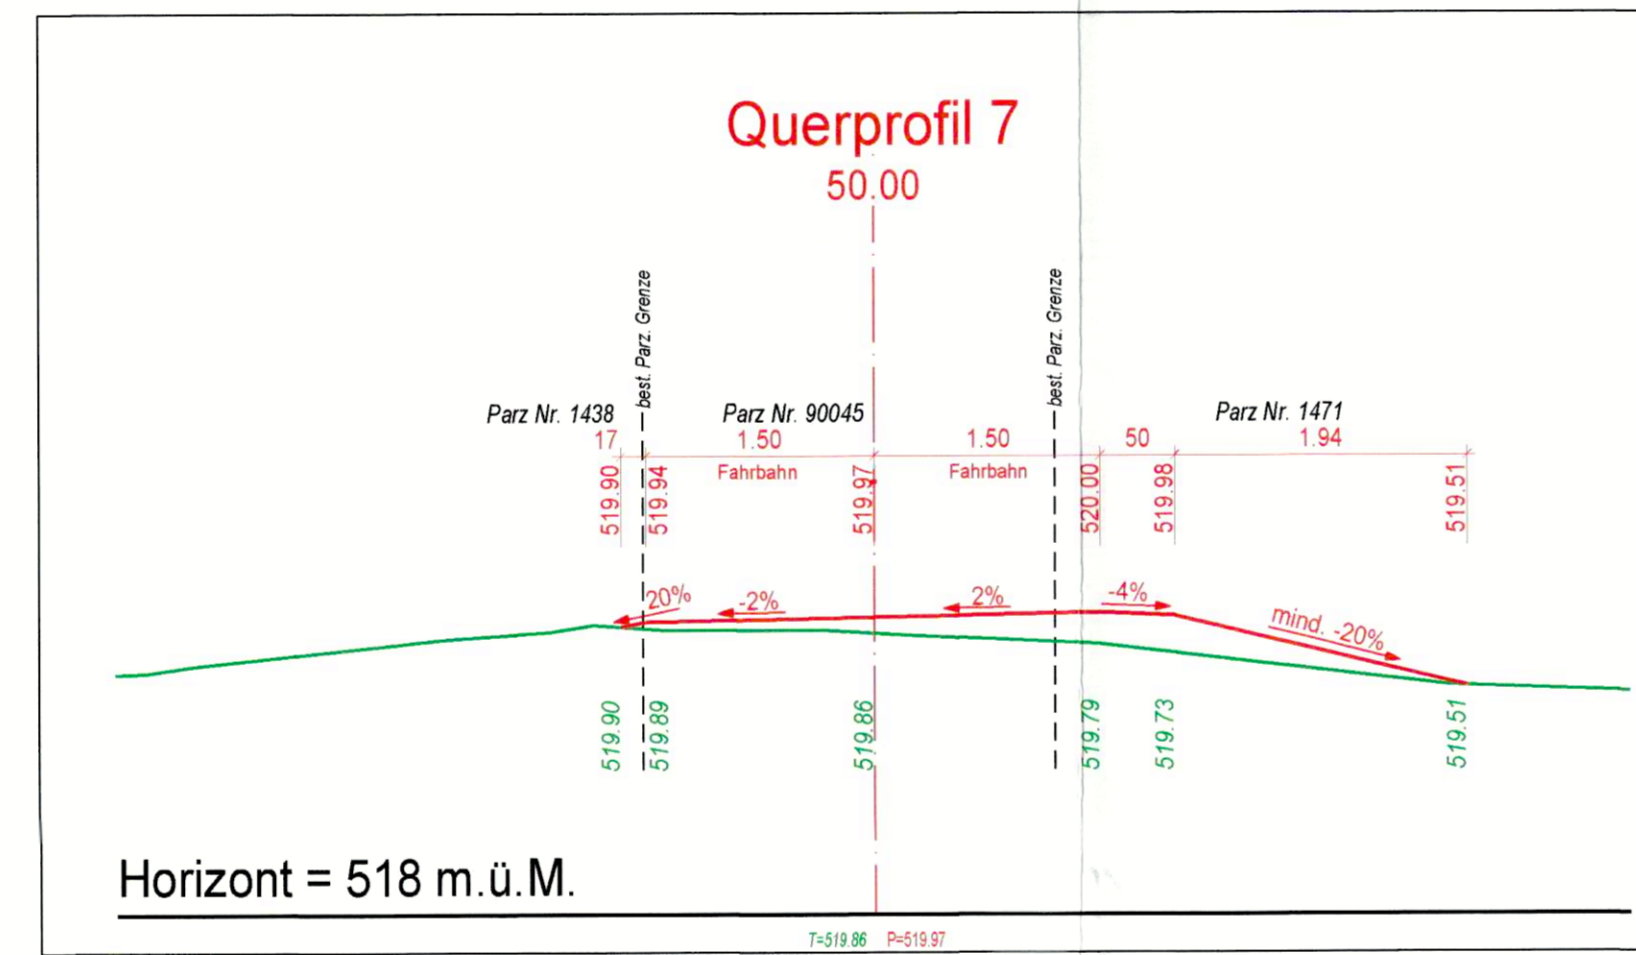 Querprofil 7
50.00
best. Parz. Grenze
best. Parz. Grenze
Parz Nr. 1438
Parz Nr. 90045
Parz Nr. 1471
17
1.50
1.50
50
1.94
Fahrbahn
Fahrbahn
519.90
519.94
519.97
520.00
519.98
519.51
20%
-2%
2%
-4%
mind. -20%
519.90
519.89
519.86
519.79
519.73
519.51
Horizont = 518 m.ü.M.
T=519.86 P=519.97